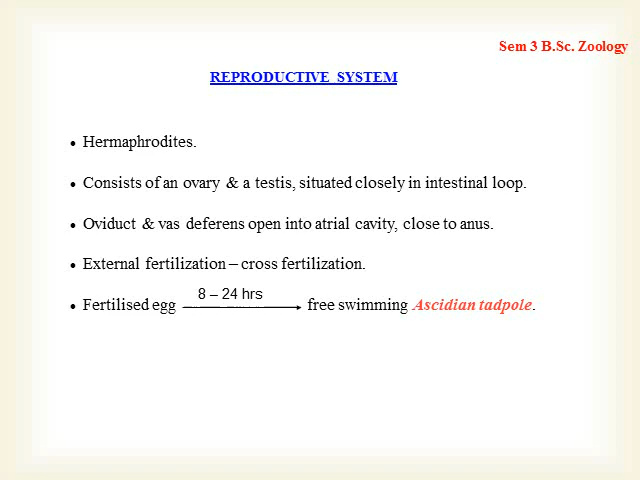 Sem 3 B.Sc. Zoology
REPRODUCTIVE SYSTEM
• Hermaphrodites.
• Consists of an ovary & a testis, situated closely in intestinal loop.
• Oviduct & vas deferens open into atrial cavity, close to anus.
• External fertilization – cross fertilization.
8 – 24 hrs
• Fertilised egg free swimming Ascidian tadpole.